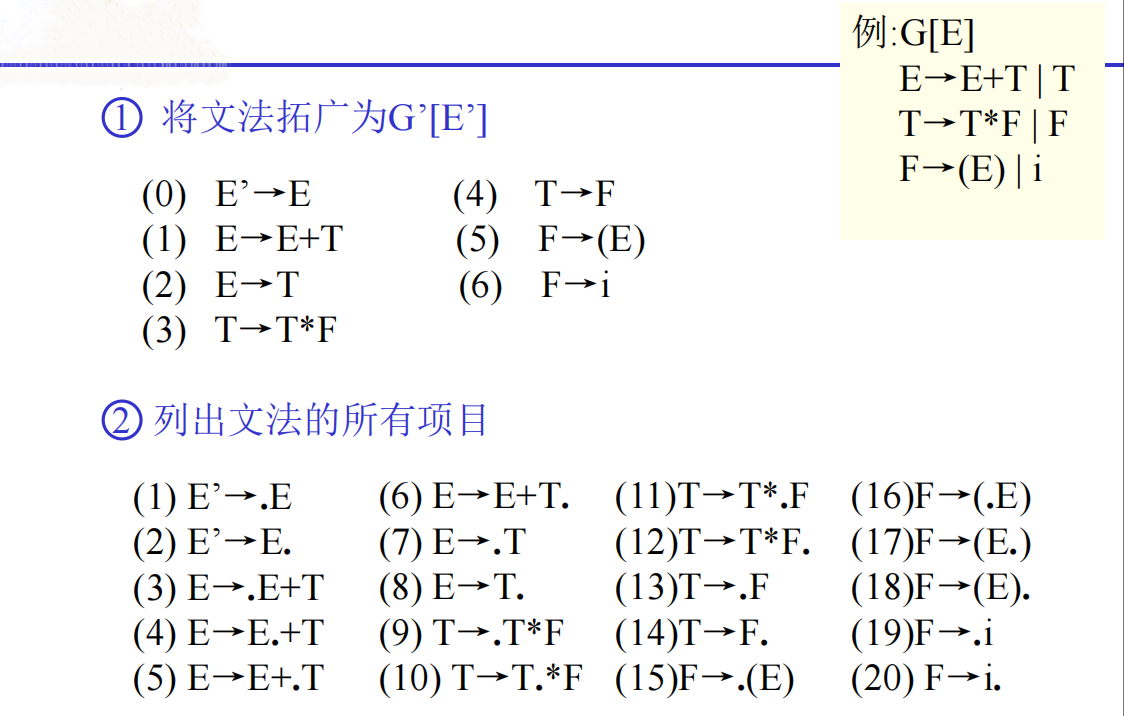 例:G[E]
E→E+T | T
T→T*F | F
F→(E) | i
① 将文法拓广为G’[E’]
(0) E’→E
(1) E→E+T
(2) E→T
(3) T→T*F
(4) T→F
(5) F→(E)
(6) F→i
② 列出文法的所有项目
(1) E’→.E
(2) E’→E.
(3) E→.E+T
(4) E→E.+T
(5) E→E+.T
(6) E→E+T.
(7) E→.T
(8) E→T.
(9) T→.T*F
(10) T→T.*F
(11)T→T*.F
(12)T→T*F.
(13)T→.F
(14)T→F.
(15)F→.(E)
(16)F→(.E)
(17)F→(E.)
(18)F→(E).
(19)F→.i
(20) F→i.